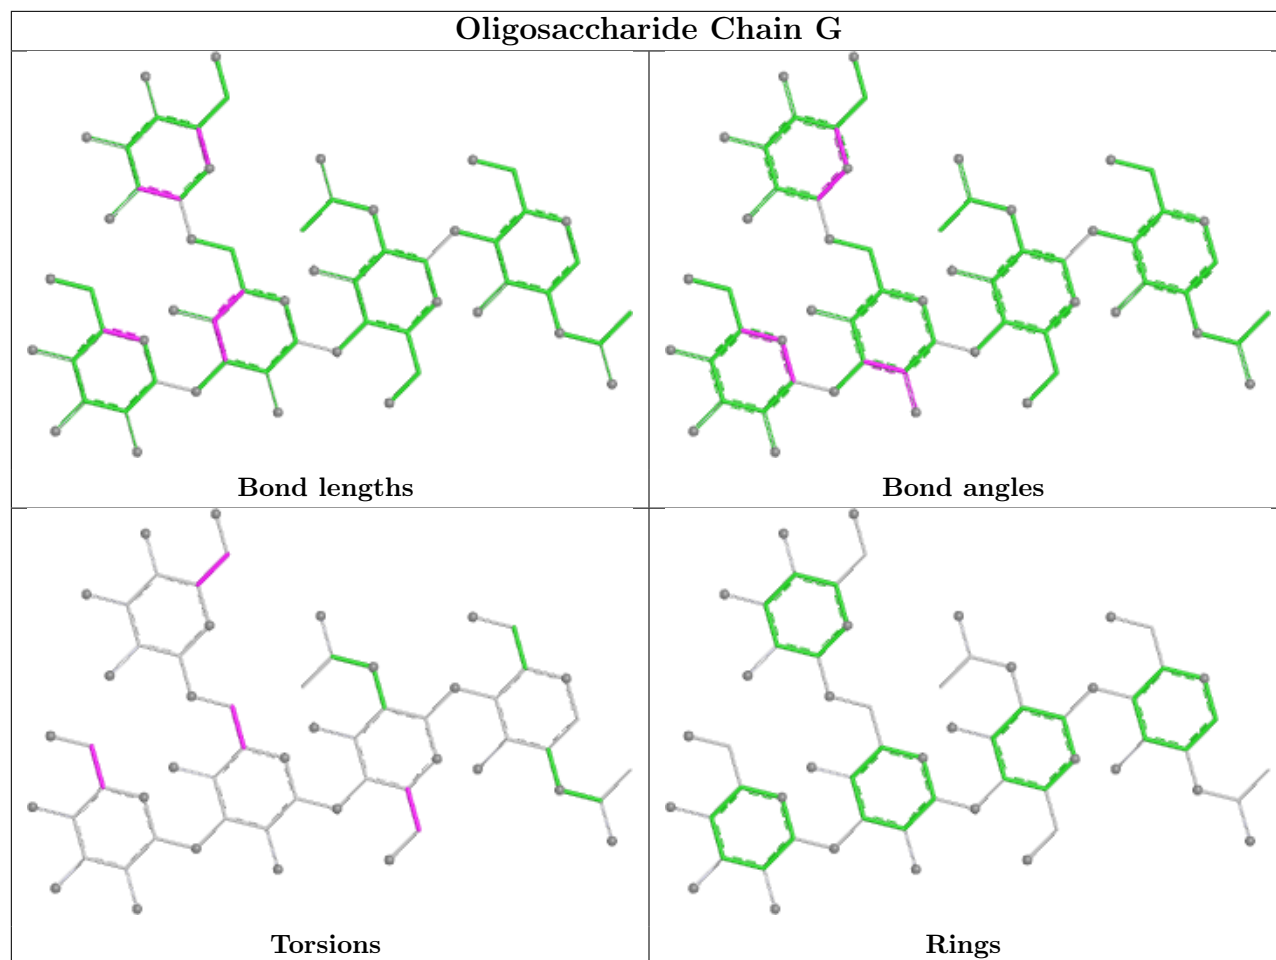 Oligosaccharide Chain G
Bond lengths
Bond angles
Torsions
Rings